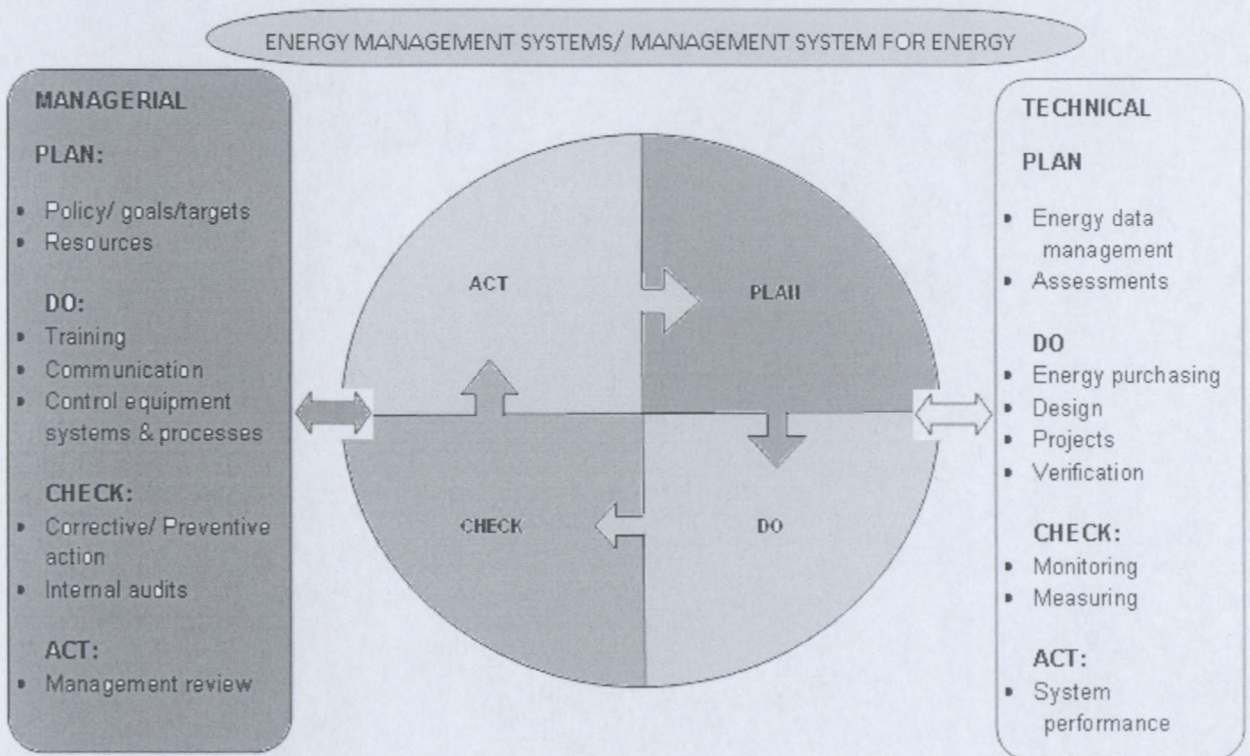 ENERGY MANAGEMENT SYSTEMS/ MANAGEMENT SYSTEM FOR ENERGY
MANAGERIAL
PLAN:
• Policy/ goals/targets
• Resources
DO:
• Training
• Communication
• Control equipment
systems & processes
CHECK:
• Corrective/ Preventive
action
• Internal audits
ACT:
• Management review
ACT
PLAN
CHECK
DO
TECHNICAL
PLAN
• Energy data
management
• Assessments
DO
• Energy purchasing
• Design
• Projects
• Verification
CHECK:
• Monitoring
• Measuring
ACT:
• System
performance